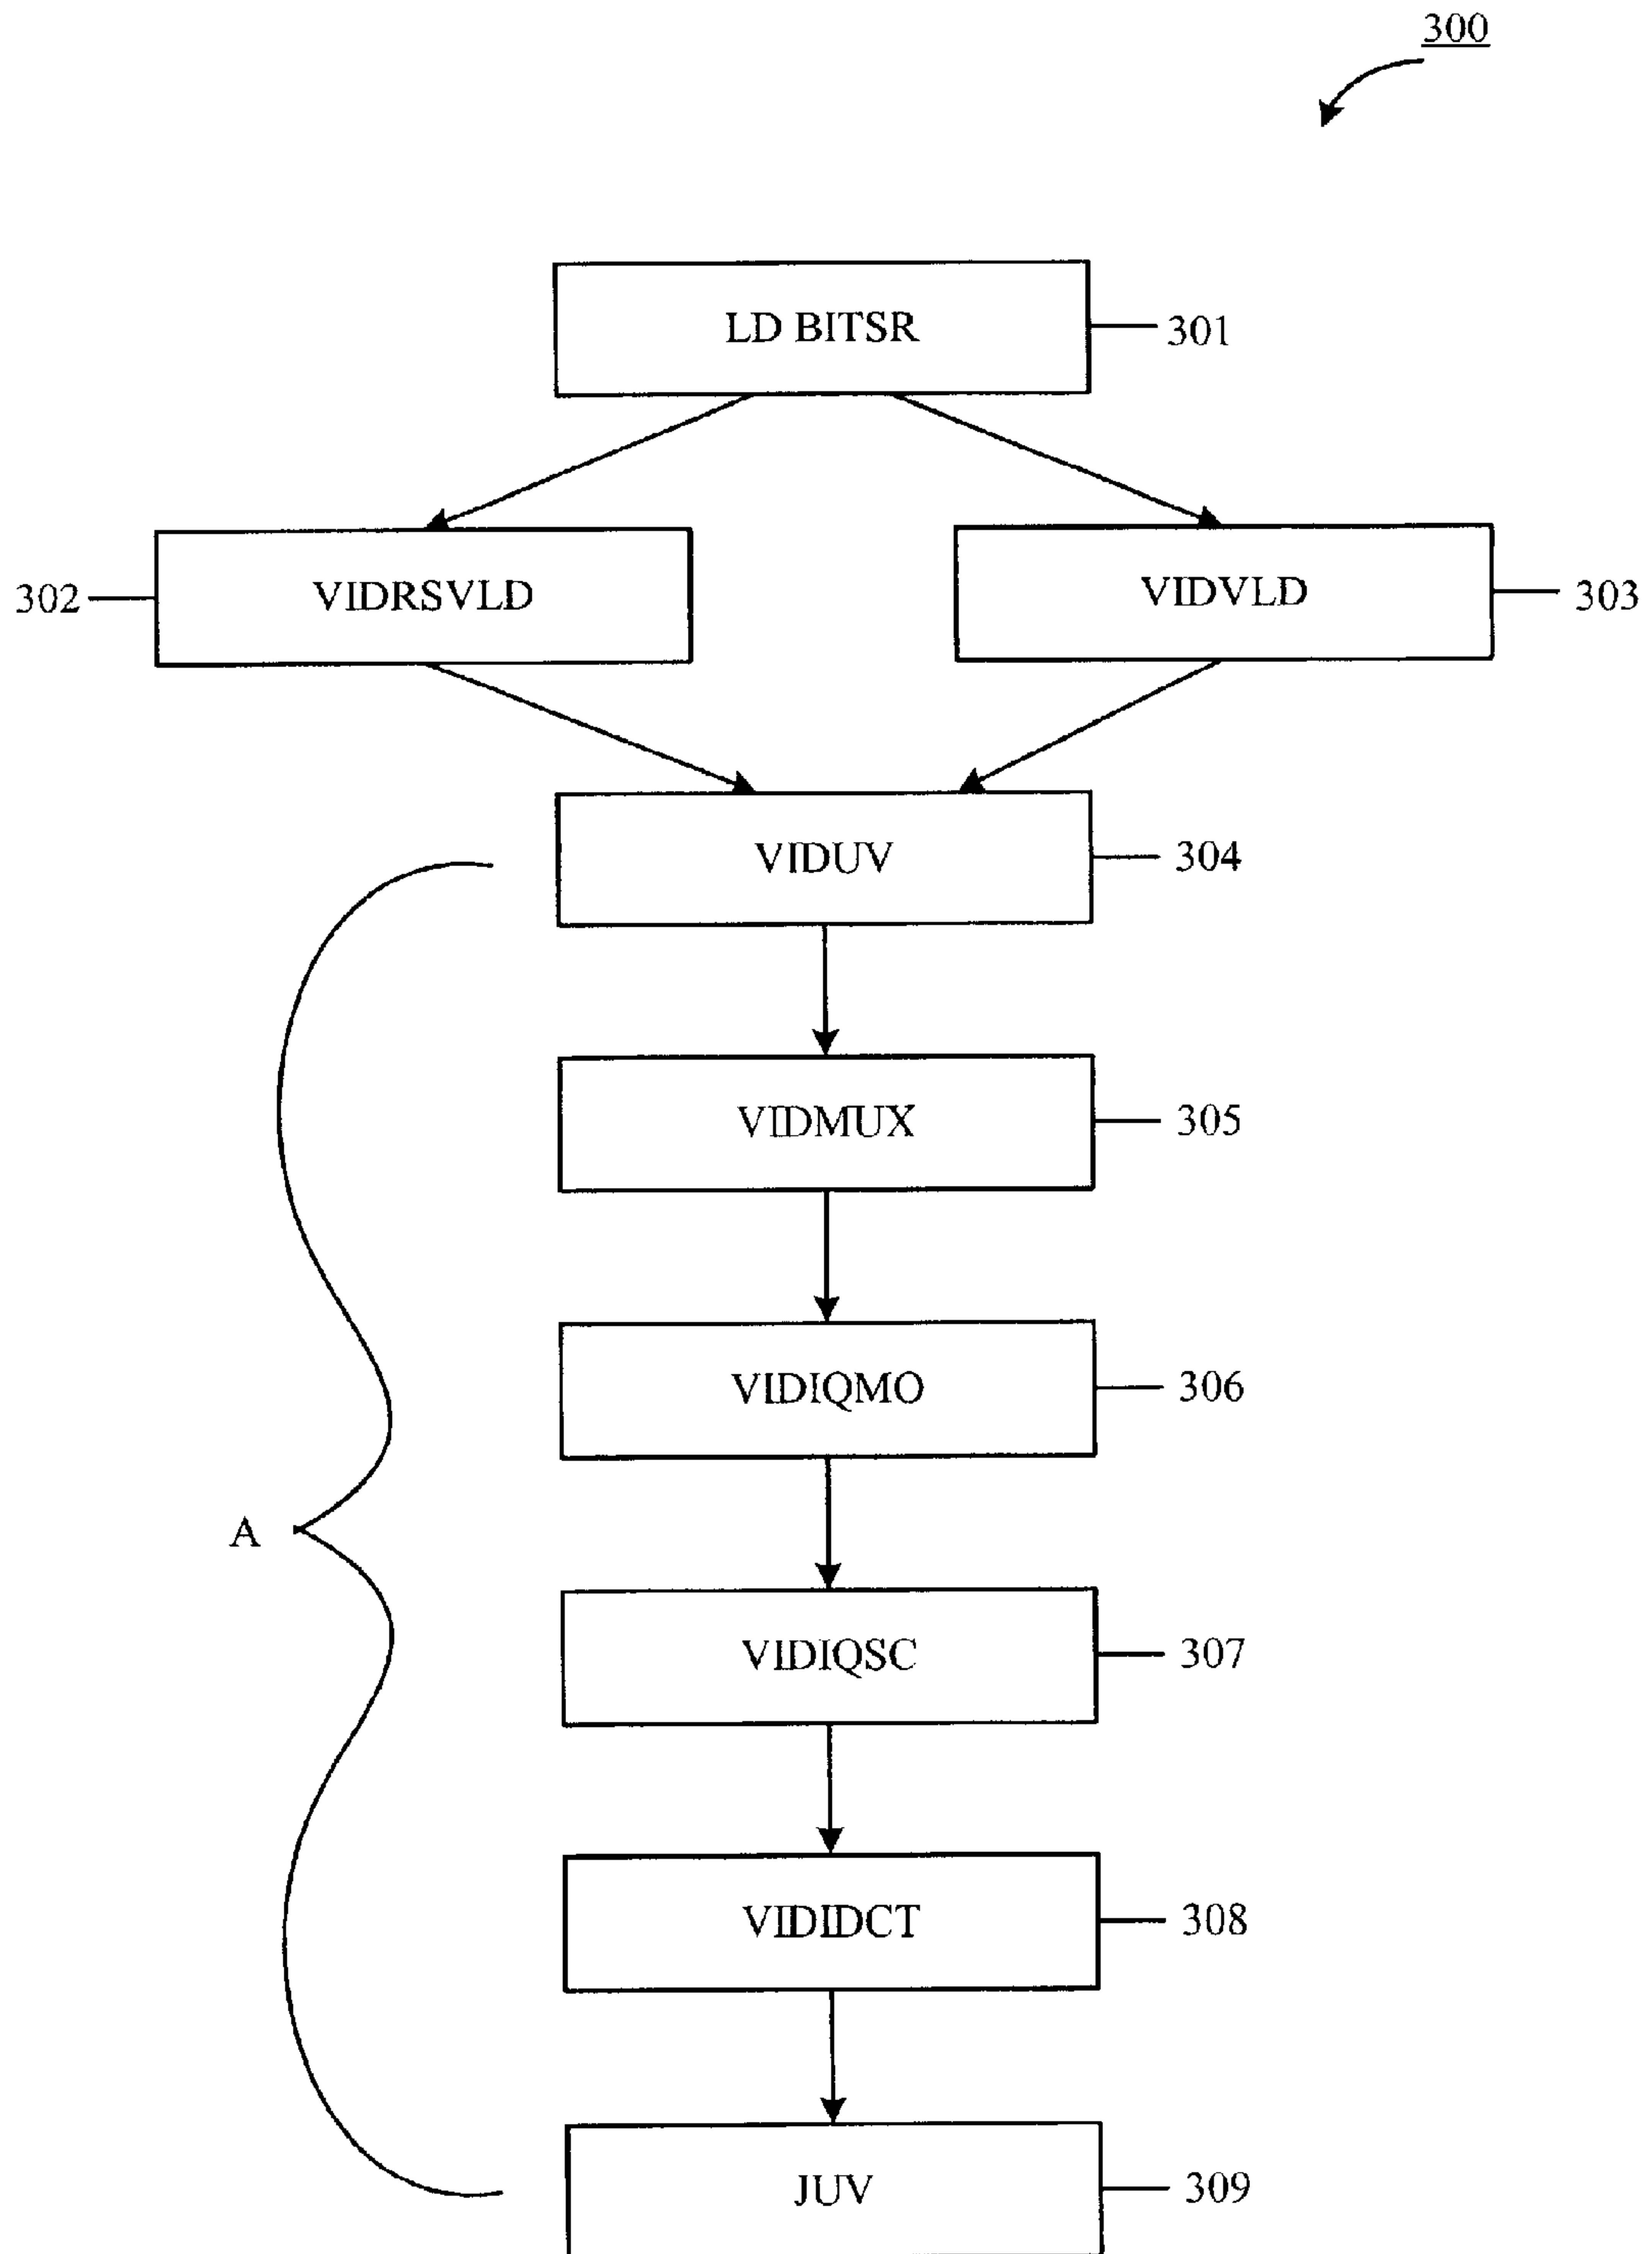 300
LD BITSR
301
302
VIDRSVLD
VIDVLD
303
VIDUV
304
VIDMUX
305
VIDIQMO
306
A
VIDIQSC
307
VIDIDCT
308
JUV
309